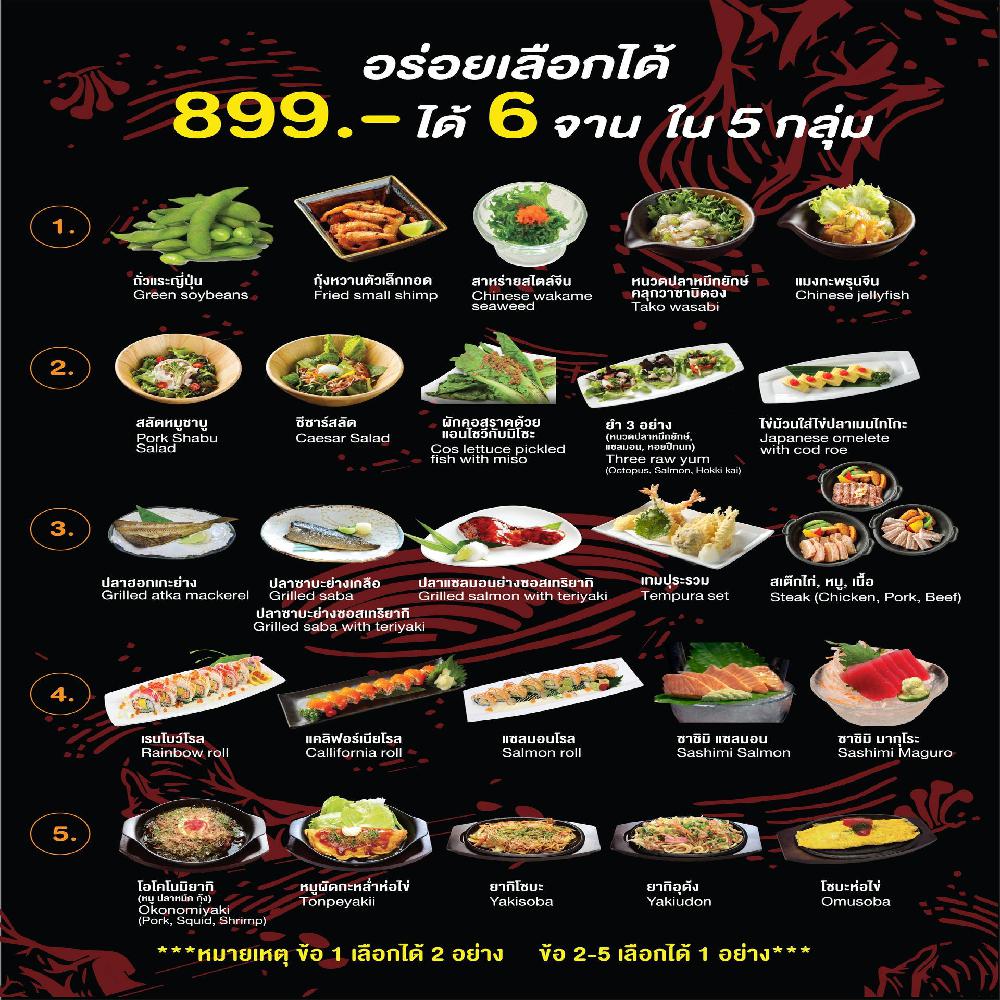 อร่อยเลือกได้
899.- ได้ 6 จาน ใน 5 กลุ่ม
1.
ถั่วแระญี่ปุ่น
Green soybeans
กุ้งหวานตัวเล็กทอด
Fried small shimp
สาหร่ายสไตล์จีน
Chinese wakame
seaweed
หนวดปลาหมึกยักษ์
คลุกวาซาบิดอง
Tako wasabi
แมงกะพรุนจีน
Chinese jellyfish
2.
สลัดหมูชาบู
Pork Shabu
Salad
ซีซาร์สลัด
Caesar Salad
ผักคอสราดด้วย
แอนโชวี่กับมิโซะ
Cos lettuce pickled
fish with miso
ยำ 3 อย่าง
(หนวดปลาหมึกยักษ์,
แซลมอน, หอยปีกนก)
Three raw yum
(Octopus, Salmon, Hokki kai)
ไข่ม้วนใส่ไข่ปลาเมนไทโกะ
Japanese omelete
with cod roe
3.
ปลาฮอกเกะย่าง
Grilled atka mackerel
ปลาซาบะย่างเกลือ
Grilled saba
ปลาซาบะย่างซอสเทริยากิ
Grilled saba with teriyaki
ปลาแซลมอนย่างซอสเทริยากิ
Grilled salmon with teriyaki
เทมปุระรวม
Tempura set
สเต๊กไก่, หมู, เนื้อ
Steak (Chicken, Pork, Beef)
4.
เรนโบว์โรล
Rainbow roll
แคลิฟอร์เนียโรล
Callifornia roll
แซลมอนโรล
Salmon roll
ซาซิมิ แซลมอน
Sashimi Salmon
ซาซิมิ มากุโระ
Sashimi Maguro
5.
โอโคโนมิยากิ
(หมู ปลาหมึก กุ้ง)
Okonomiyaki
(Pork, Squid, Shrimp)
หมูผัดกะหล่ำห่อไข่
Tonpeyakii
ยากิโซบะ
Yakisoba
ยากิอุด้ง
Yakiudon
โซบะห่อไข่
Omusoba
***หมายเหตุ ข้อ 1 เลือกได้ 2 อย่าง ข้อ 2-5 เลือกได้ 1 อย่าง***